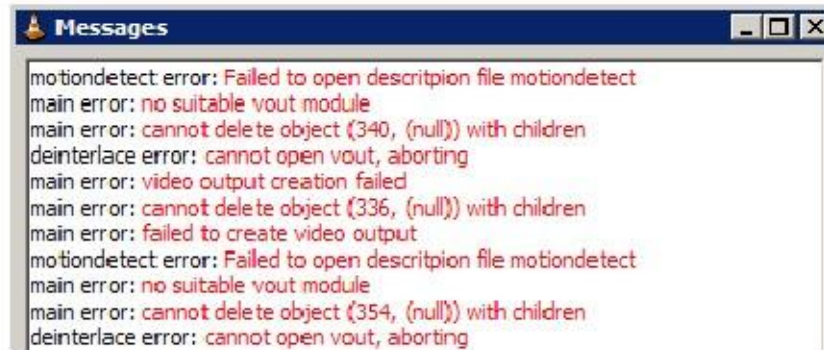 Messages
motiondetect error: Failed to open descritpion file motiondetect
main error: no suitable vout module
main error: cannot delete object (340, (null)) with children
deinterlace error: cannot open vout, aborting
main error: video output creation failed
main error: cannot delete object (336, (null)) with children
main error: failed to create video output
motiondetect error: Failed to open descritpion file motiondetect
main error: no suitable vout module
main error: cannot delete object (354, (null)) with children
deinterlace error: cannot open vout, aborting